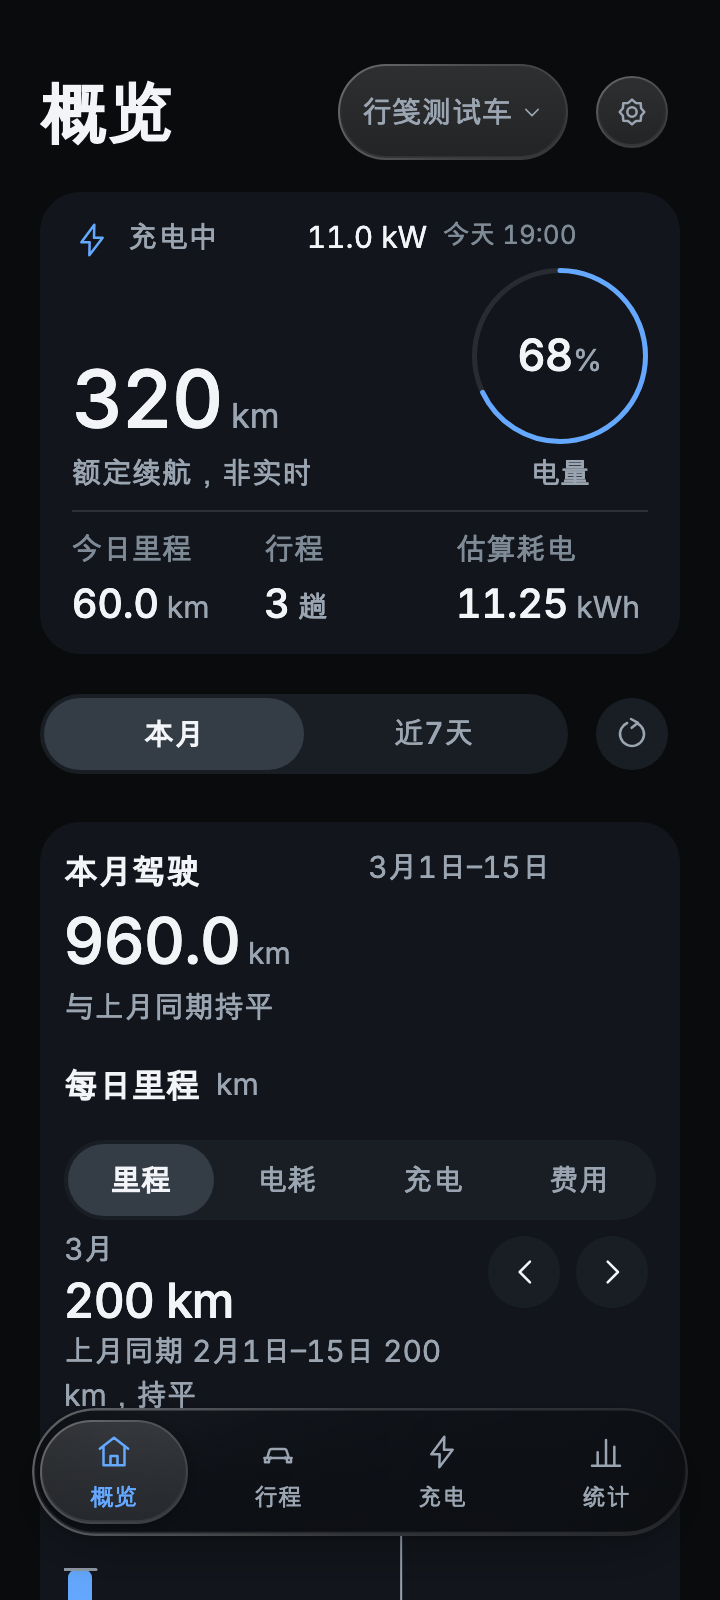 概览
行笺测试车
充电中 11.0 kW 今天 19:00
68%
320 km
额定续航，非实时 电量
今日里程 行程 估算耗电
60.0 km 3 趟 11.25 kWh
本月 近7天
本月驾驶 3月1日–15日
960.0 km
与上月同期持平
每日里程 km
里程 电耗 充电 费用
3月
200 km
上月同期 2月1日–15日 200
km，持平
概览 行程 充电 统计